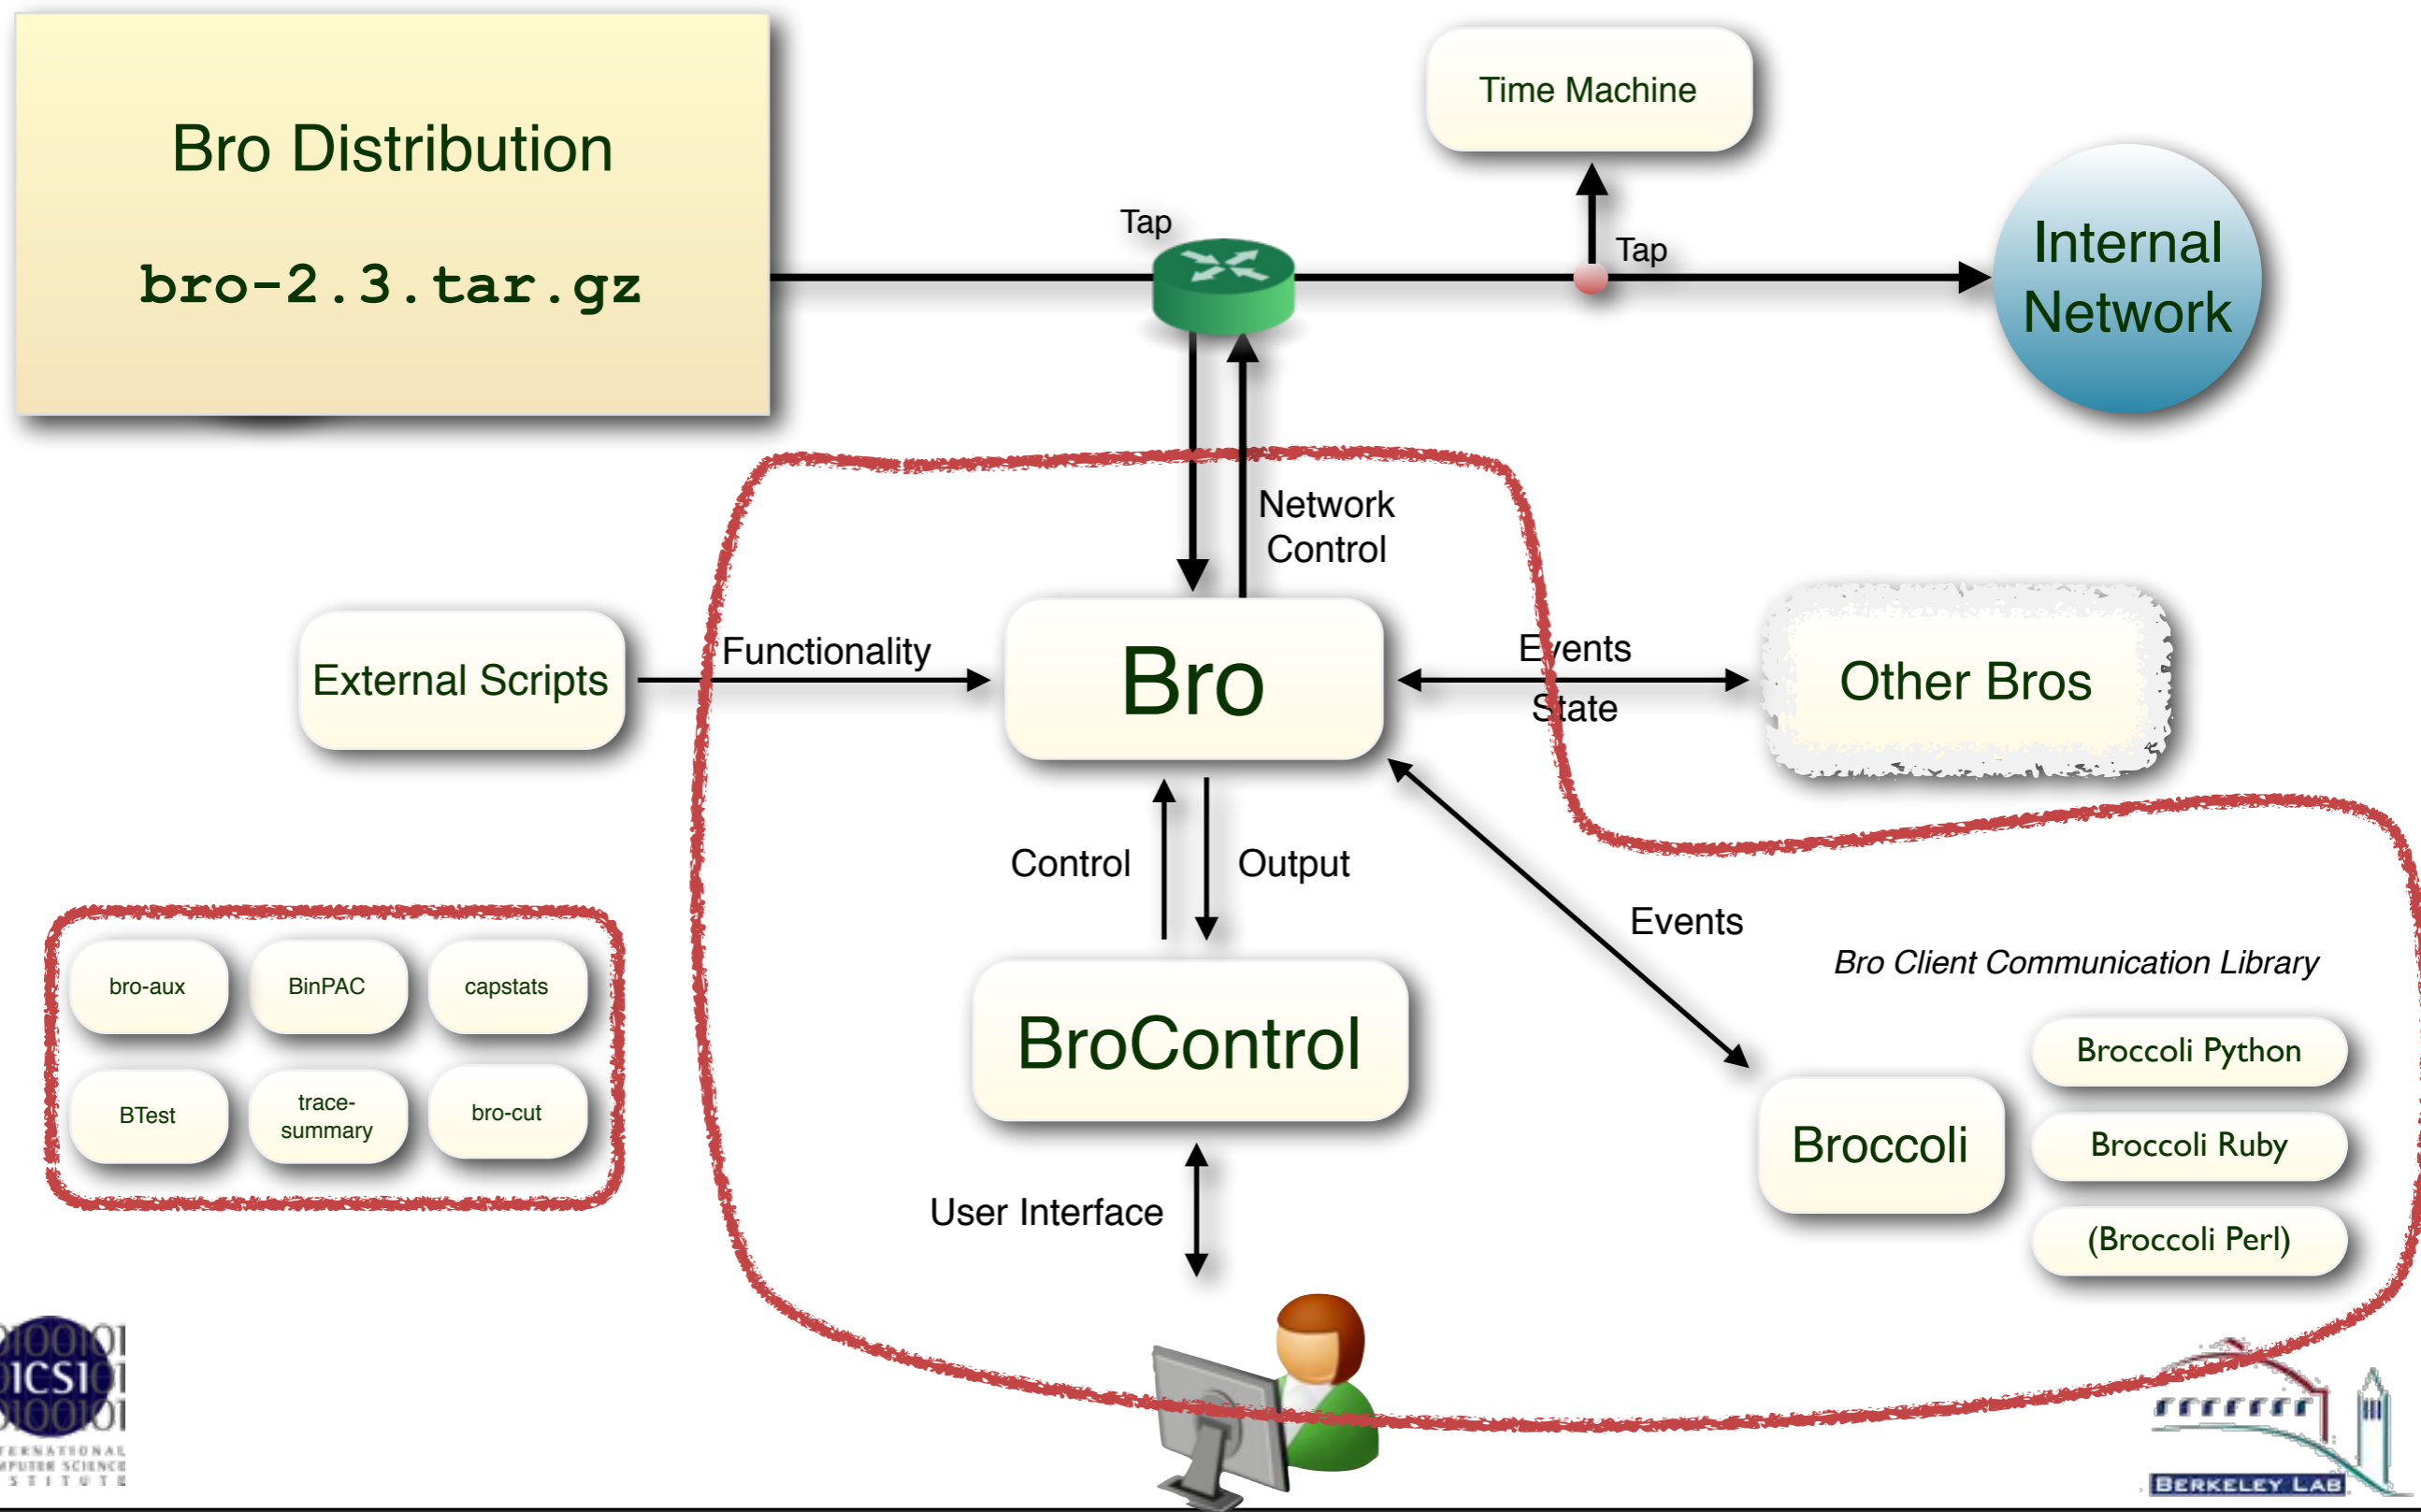 Bro Distribution
bro-2.3.tar.gz
Time Machine
Tap
Tap
Internal
Network
Network
Control
External Scripts
Functionality
Bro
Events
State
Other Bros
Control
Output
Events
Bro Client Communication Library
bro-aux
BinPAC
capstats
BTest
trace-
summary
bro-cut
BroControl
Broccoli
Broccoli Python
Broccoli Ruby
(Broccoli Perl)
User Interface
ICSI
BERKELEY LAB